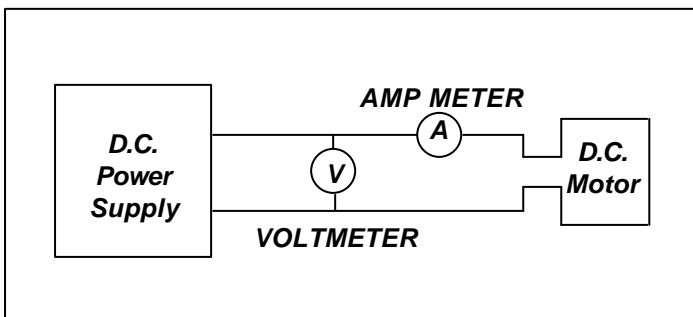 AMP METER
A
D.C.
Power
Supply
V
D.C.
Motor
VOLTMETER